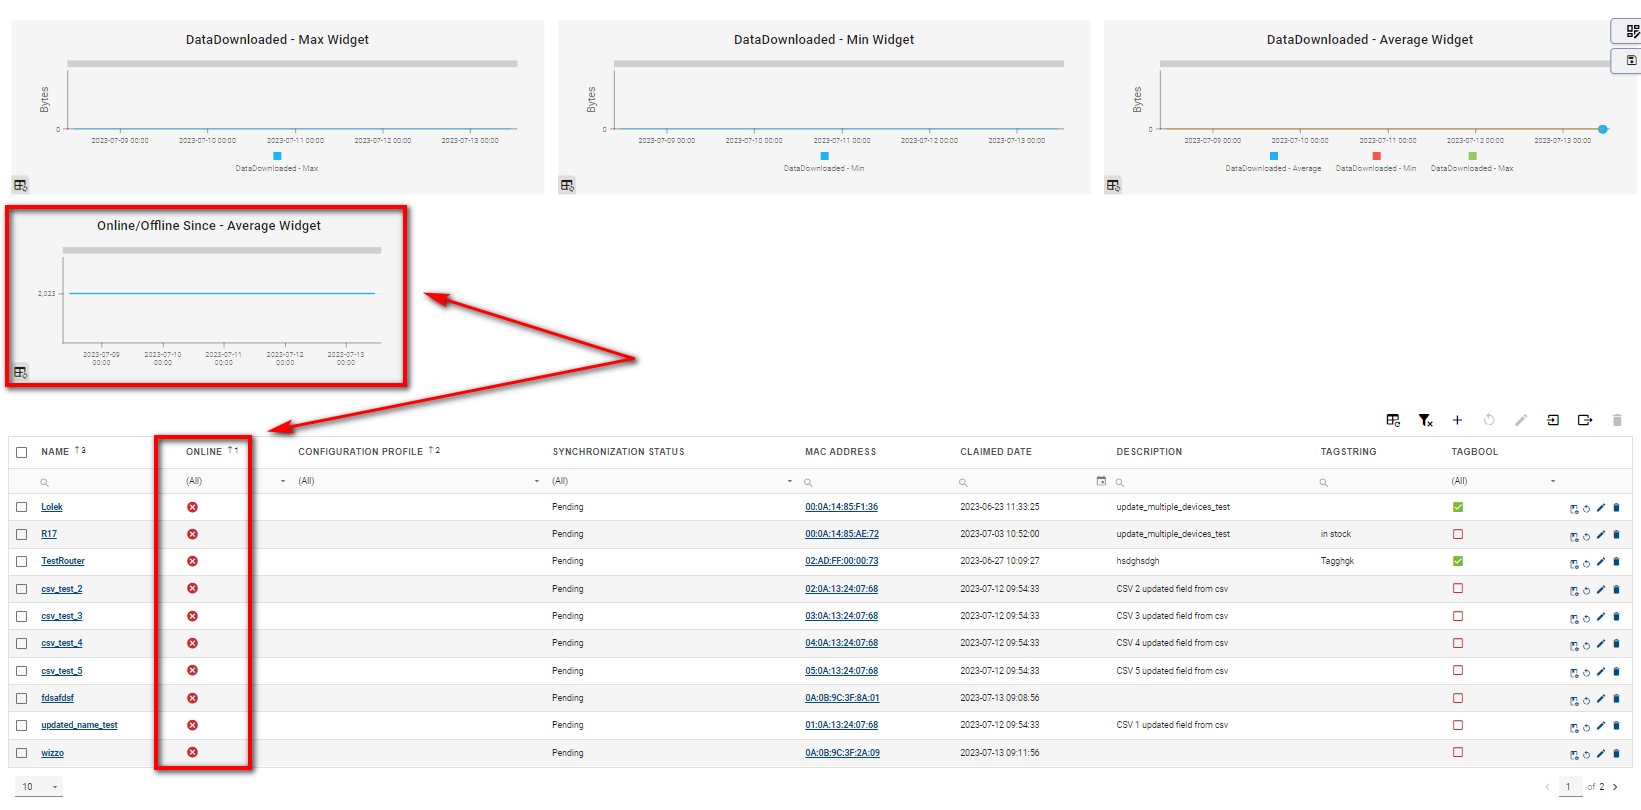 DataDownloaded - Max Widget
Bytes
0
2023-07-09 00:00 2023-07-10 00:00 2023-07-11 00:00 2023-07-12 00:00 2023-07-13 00:00
DataDownloaded - Max
DataDownloaded - Min Widget
Bytes
0
2023-07-09 00:00 2023-07-10 00:00 2023-07-11 00:00 2023-07-12 00:00 2023-07-13 00:00
DataDownloaded - Min
DataDownloaded - Average Widget
Bytes
0
2023-07-09 00:00 2023-07-10 00:00 2023-07-11 00:00 2023-07-12 00:00 2023-07-13 00:00
DataDownloaded - Average DataDownloaded - Min DataDownloaded - Max
Online/Offline Since - Average Widget
2,023
2023-07-09 2023-07-10 2023-07-11 2023-07-12 2023-07-13
00:00 00:00 00:00 00:00 00:00
NAME ↑3 ONLINE ↑1 CONFIGURATION PROFILE ↑2 SYNCHRONIZATION STATUS MAC ADDRESS CLAIMED DATE DESCRIPTION TAGSTRING TAGBOOL
(All) (All) (All) (All)
Lolek Pending 00:0A:14:85:F1:36 2023-06-23 11:33:25 update_multiple_devices_test
R17 Pending 00:0A:14:85:AE:72 2023-07-03 10:52:00 update_multiple_devices_test in stock
TestRouter Pending 02:AD:FF:00:00:73 2023-06-27 10:09:27 hsdghsdgh Tagghgk
csv_test_2 Pending 02:0A:13:24:07:68 2023-07-12 09:54:33 CSV 2 updated field from csv
csv_test_3 Pending 03:0A:13:24:07:68 2023-07-12 09:54:33 CSV 3 updated field from csv
csv_test_4 Pending 04:0A:13:24:07:68 2023-07-12 09:54:33 CSV 4 updated field from csv
csv_test_5 Pending 05:0A:13:24:07:68 2023-07-12 09:54:33 CSV 5 updated field from csv
fdsafdsf Pending 0A:0B:9C:3F:8A:01 2023-07-13 09:08:56
updated_name_test Pending 01:0A:13:24:07:68 2023-07-12 09:54:33 CSV 1 updated field from csv
wizzo Pending 0A:0B:9C:3F:2A:09 2023-07-13 09:11:56
10 1 of 2